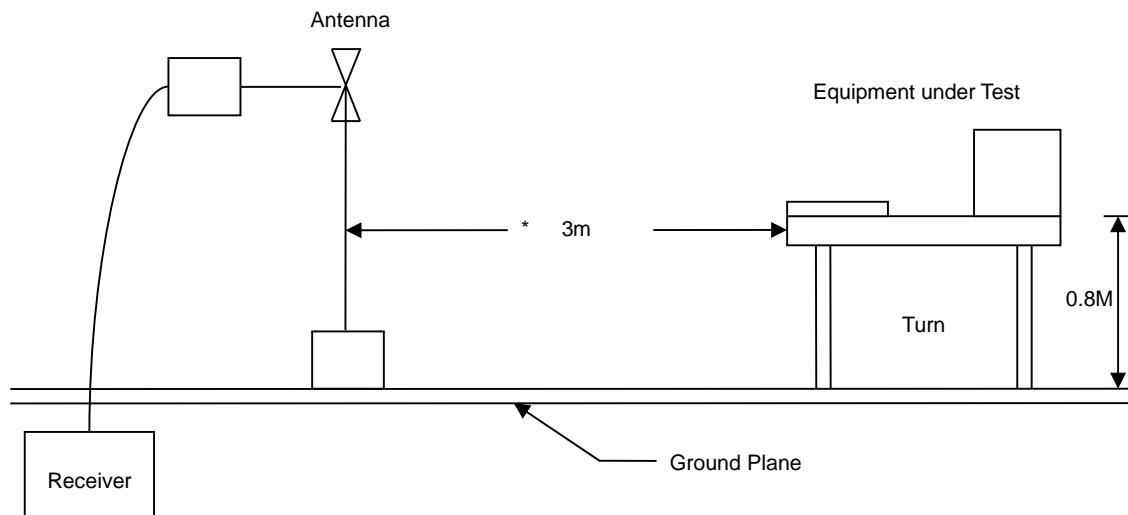 Antenna
Equipment under Test
* 3m
0.8M
Turn
Ground Plane
Receiver